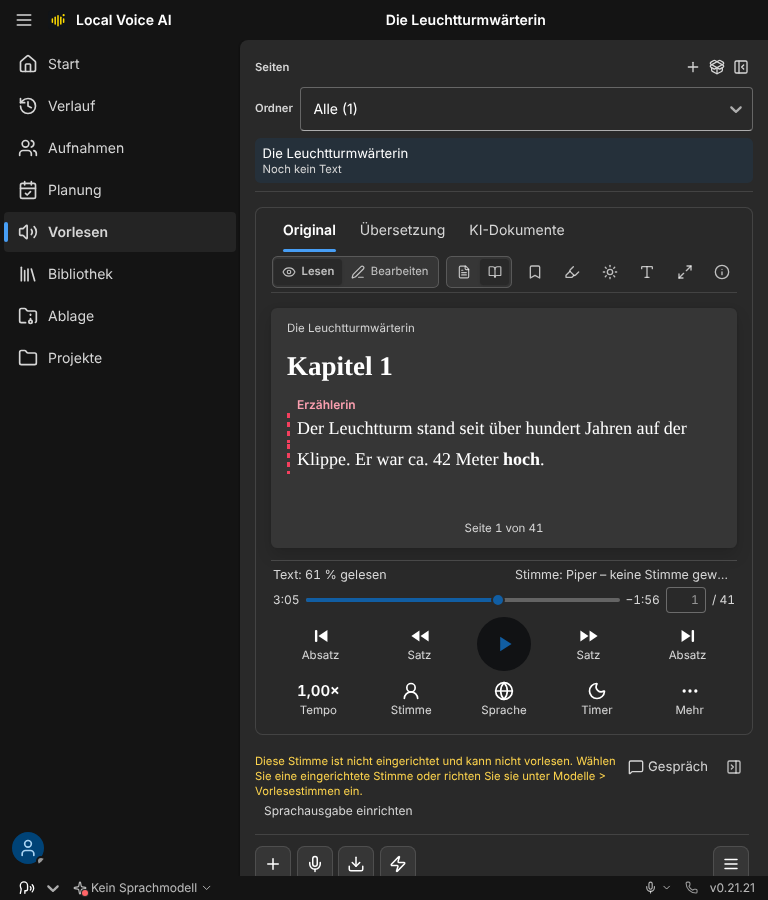 Local Voice AI
Die Leuchtturmwärterin
Start
Verlauf
Aufnahmen
Planung
Vorlesen
Bibliothek
Ablage
Projekte
Seiten
Ordner
Alle (1)
Die Leuchtturmwärterin
Noch kein Text
Original Übersetzung KI-Dokumente
Lesen Bearbeiten
Die Leuchtturmwärterin
Kapitel 1
Erzählerin
Der Leuchtturm stand seit über hundert Jahren auf der
Klippe. Er war ca. 42 Meter hoch.
Seite 1 von 41
Text: 61 % gelesen Stimme: Piper – keine Stimme gew...
3:05 −1:56 1 / 41
Absatz Satz Satz Absatz
1,00×
Tempo Stimme Sprache Timer Mehr
Diese Stimme ist nicht eingerichtet und kann nicht vorlesen. Wählen
Sie eine eingerichtete Stimme oder richten Sie sie unter Modelle >
Vorlesestimmen ein.
Gespräch
Sprachausgabe einrichten
Kein Sprachmodell
v0.21.21